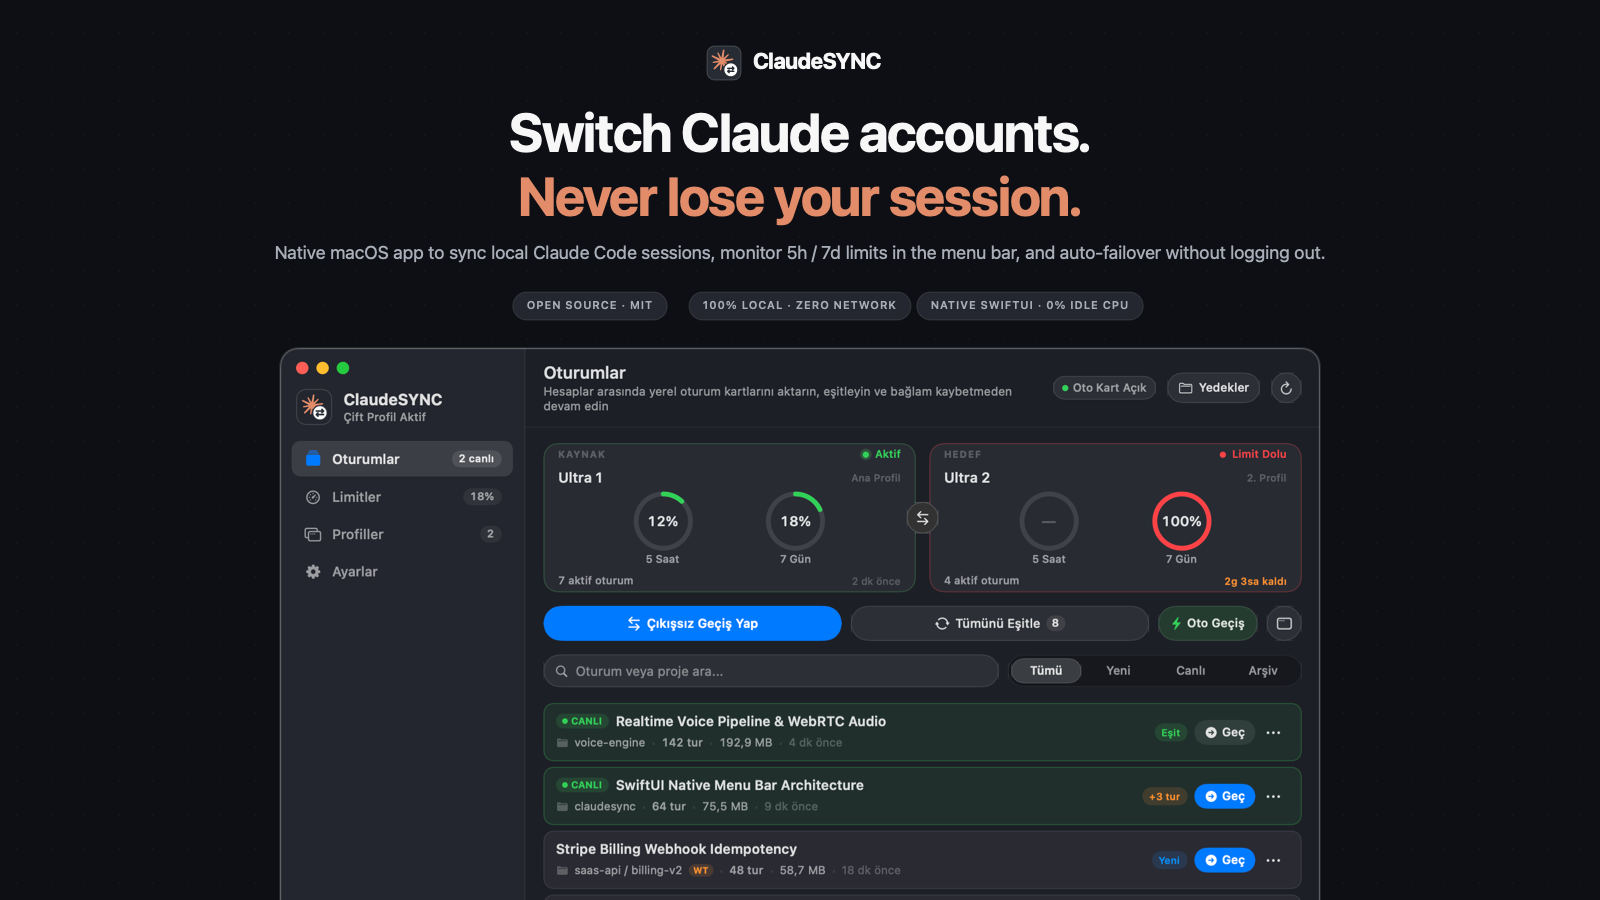 ClaudeSYNC
Switch Claude accounts.
Never lose your session.
Native macOS app to sync local Claude Code sessions, monitor 5h / 7d limits in the menu bar, and auto-failover without logging out.
OPEN SOURCE · MIT
100% LOCAL · ZERO NETWORK
NATIVE SWIFTUI · 0% IDLE CPU
ClaudeSYNC
Çift Profil Aktif
Oturumlar 2 canlı
Limitler 18%
Profiller 2
Ayarlar
Oturumlar
Hesaplar arasında yerel oturum kartlarını aktarın, eşitleyin ve bağlam kaybetmeden
devam edin
Oto Kart Açık
Yedekler
KAYNAK
Aktif
Ultra 1
Ana Profil
12%
18%
5 Saat
7 Gün
7 aktif oturum
2 dk önce
HEDEF
Limit Dolu
Ultra 2
2. Profil
—
100%
5 Saat
7 Gün
4 aktif oturum
2g 3sa kaldı
Çıkışsız Geçiş Yap
Tümünü Eşitle 8
Oto Geçiş
Oturum veya proje ara...
Tümü
Yeni
Canlı
Arşiv
CANLI Realtime Voice Pipeline & WebRTC Audio
voice-engine · 142 tur · 192,9 MB · 4 dk önce
Eşit
Geç
CANLI SwiftUI Native Menu Bar Architecture
claudesync · 64 tur · 75,5 MB · 9 dk önce
+3 tur
Geç
Stripe Billing Webhook Idempotency
saas-api / billing-v2 WT · 48 tur · 58,7 MB · 18 dk önce
Yeni
Geç